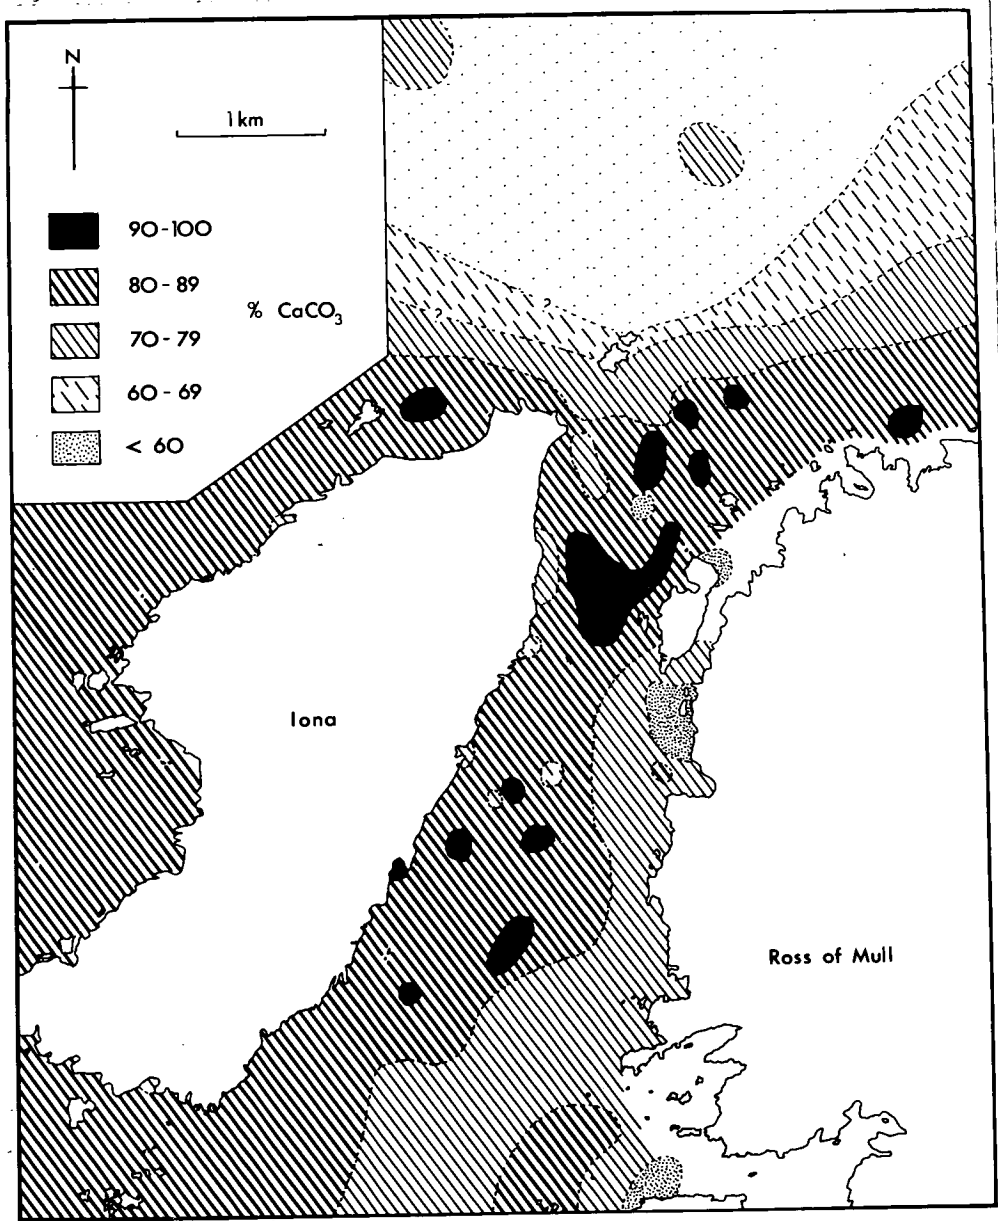 N
1km
90-100
80-89
% CaCO3
70-79
60-69
< 60
?
?
Iona
Ross of Mull